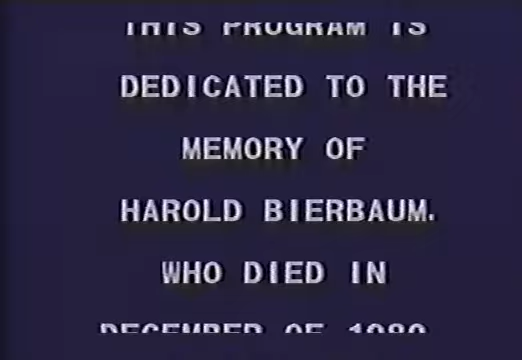 THIS PROGRAM IS
DEDICATED TO THE
MEMORY OF
HAROLD BIERBAUM.
WHO DIED IN
DECEMBER OF